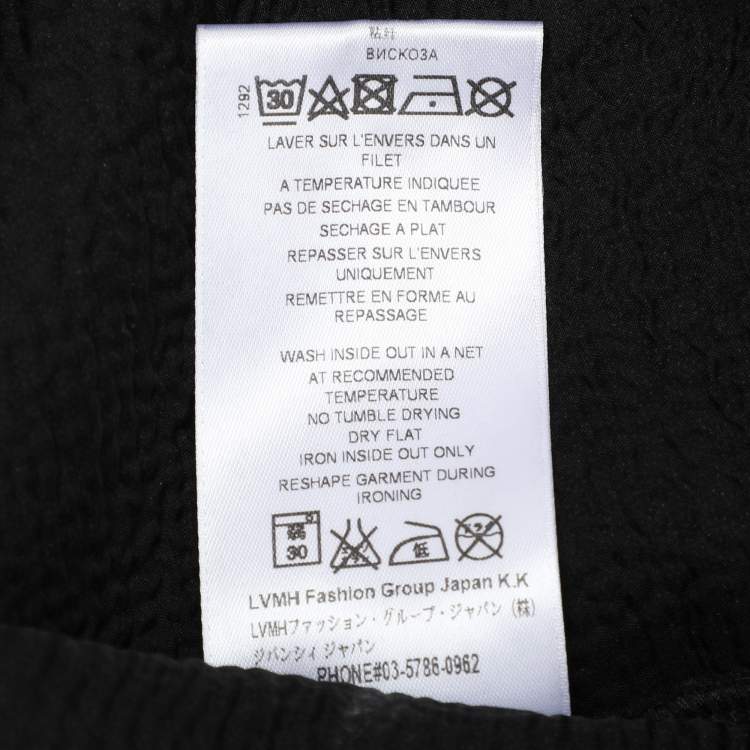 ВИСКОЗА
1292
30
LAVER SUR L'ENVERS DANS UN
FILET
A TEMPERATURE INDIQUEE
PAS DE SECHAGE EN TAMBOUR
SECHAGE A PLAT
REPASSER SUR L'ENVERS
UNIQUEMENT
REMETTRE EN FORME AU
REPASSAGE
WASH INSIDE OUT IN A NET
AT RECOMMENDED
TEMPERATURE
NO TUMBLE DRYING
DRY FLAT
IRON INSIDE OUT ONLY
RESHAPE GARMENT DURING
IRONING
弱
30
低
LVMH Fashion Group Japan K.K
LVMHファッション・グループ・ジャパン (株)
ジバンシィ ジャパン
PHONE#03-5786-0962